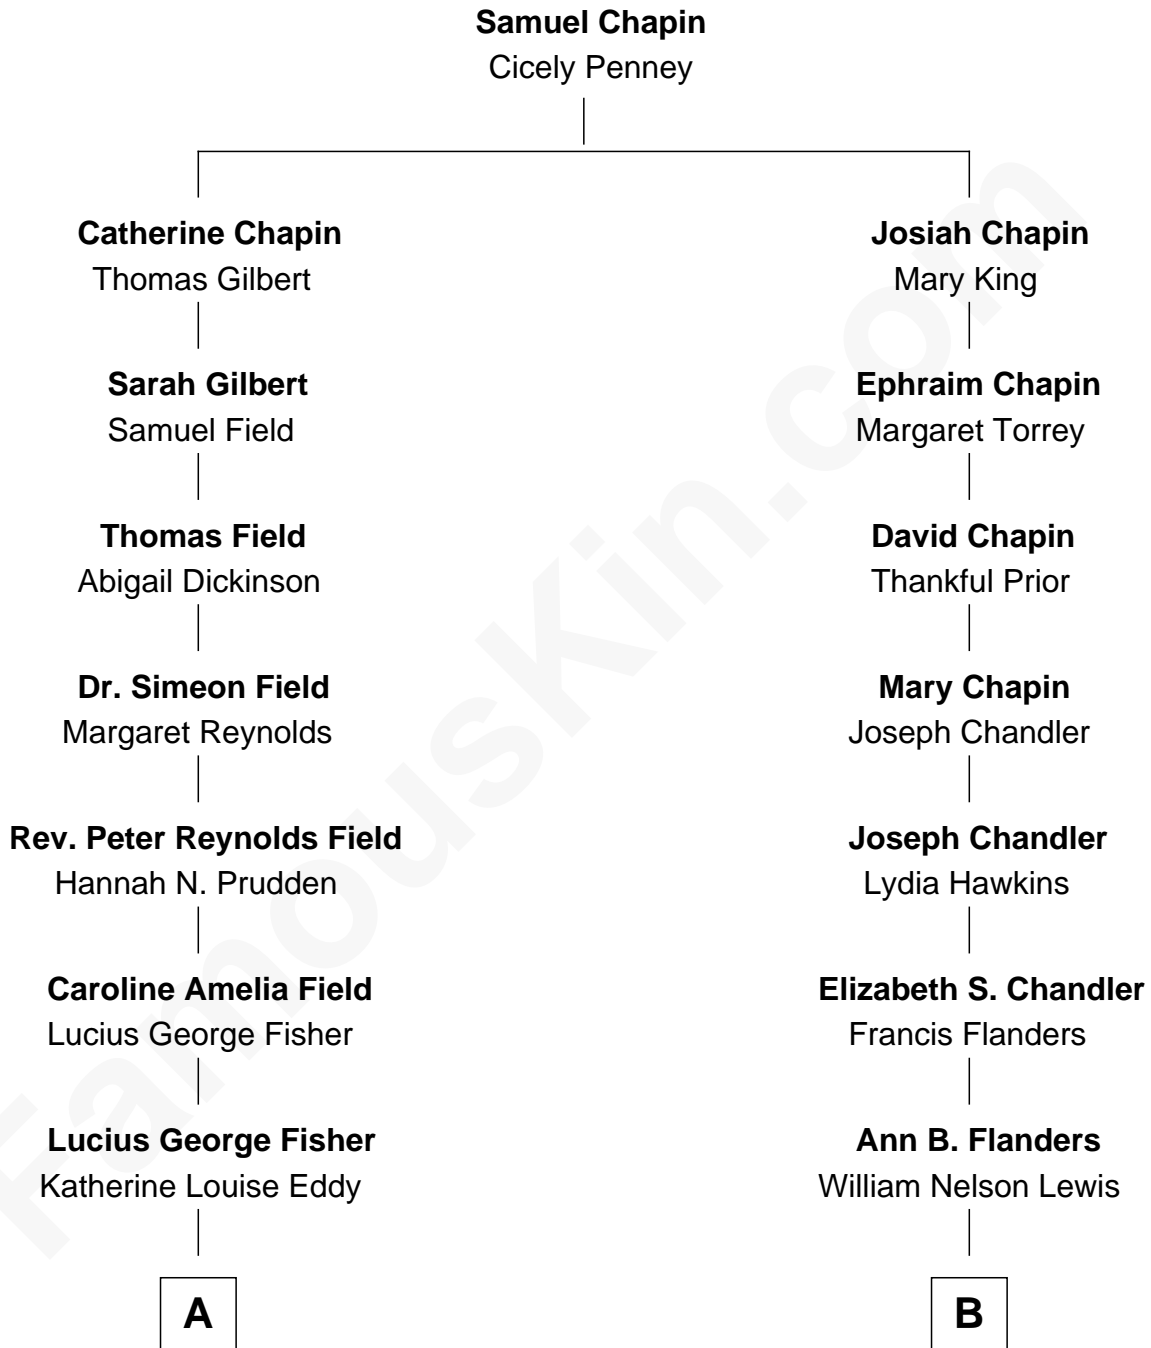 Samuel Chapin
Cicely Penney
Catherine Chapin
Thomas Gilbert
Sarah Gilbert
Samuel Field
Thomas Field
Abigail Dickinson
Dr. Simeon Field
Margaret Reynolds
Rev. Peter Reynolds Field
Hannah N. Prudden
Caroline Amelia Field
Lucius George Fisher
Lucius George Fisher
Katherine Louise Eddy
A
Josiah Chapin
Mary King
Ephraim Chapin
Margaret Torrey
David Chapin
Thankful Prior
Mary Chapin
Joseph Chandler
Joseph Chandler
Lydia Hawkins
Elizabeth S. Chandler
Francis Flanders
Ann B. Flanders
William Nelson Lewis
B
FamousKin.com